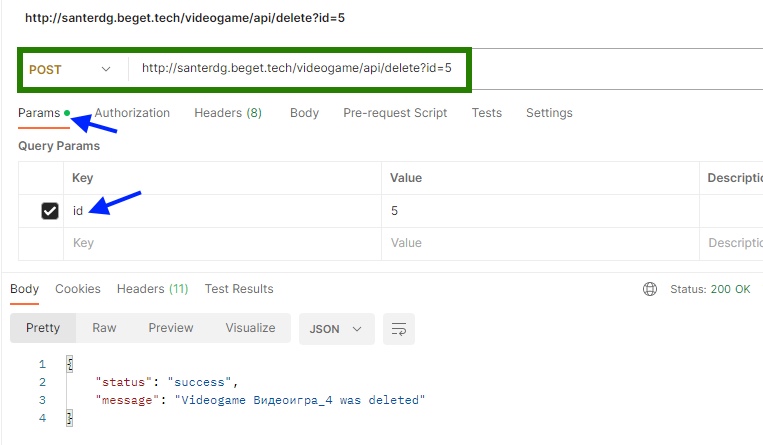 http://santerdg.beget.tech/videogame/api/delete?id=5
POST http://santerdg.beget.tech/videogame/api/delete?id=5
Params Authorization Headers (8) Body Pre-request Script Tests Settings
Query Params
Key Value Descriptio
id 5
Key Value Descriptio
Body Cookies Headers (11) Test Results Status: 200 OK
Pretty Raw Preview Visualize JSON
1 {
2 "status": "success",
3 "message": "Videogame Видеоигра_4 was deleted"
4 }